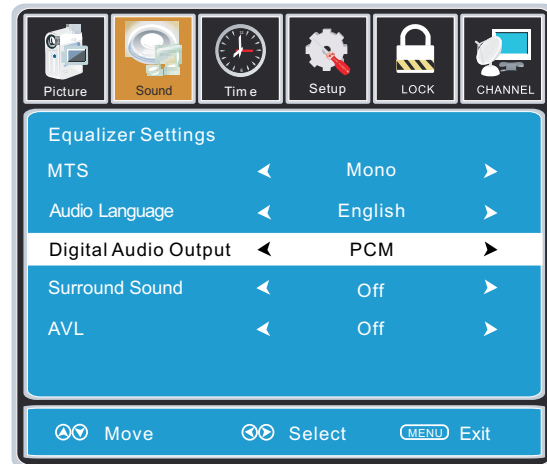 Picture Sound Time Setup LOCK CHANNEL
Equalizer Settings
MTS Mono
Audio Language English
Digital Audio Output PCM
Surround Sound Off
AVL Off
Move Select MENU Exit